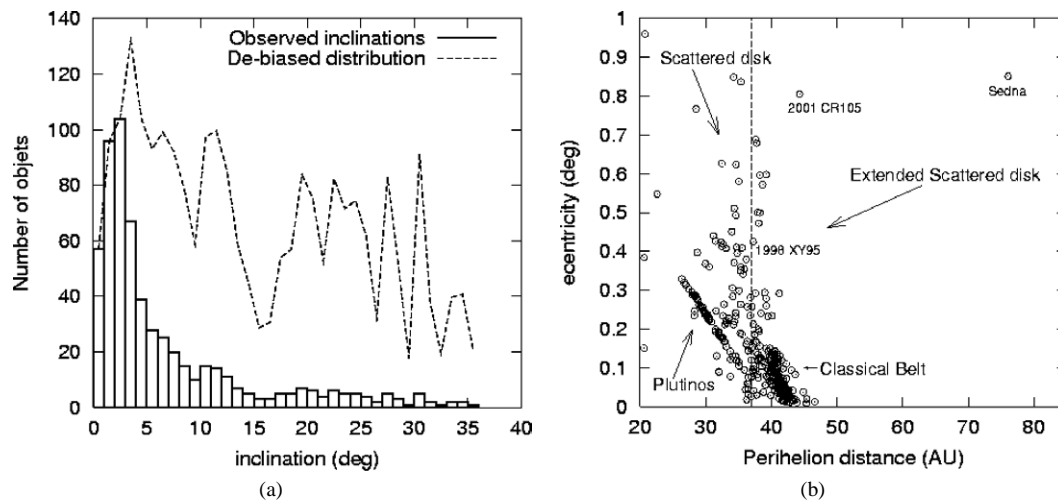 Observed inclinations
De-biased distribution
Number of objets
140
120
100
80
60
40
20
0
0 5 10 15 20 25 30 35 40
inclination (deg)
(a)
Scattered disk
2001 CR105
Sedna
Extended Scattered disk
1996 XY95
Classical Belt
Plutinos
ecentricity (deg)
1
0.9
0.8
0.7
0.6
0.5
0.4
0.3
0.2
0.1
0
20 30 40 50 60 70 80
Perihelion distance (AU)
(b)